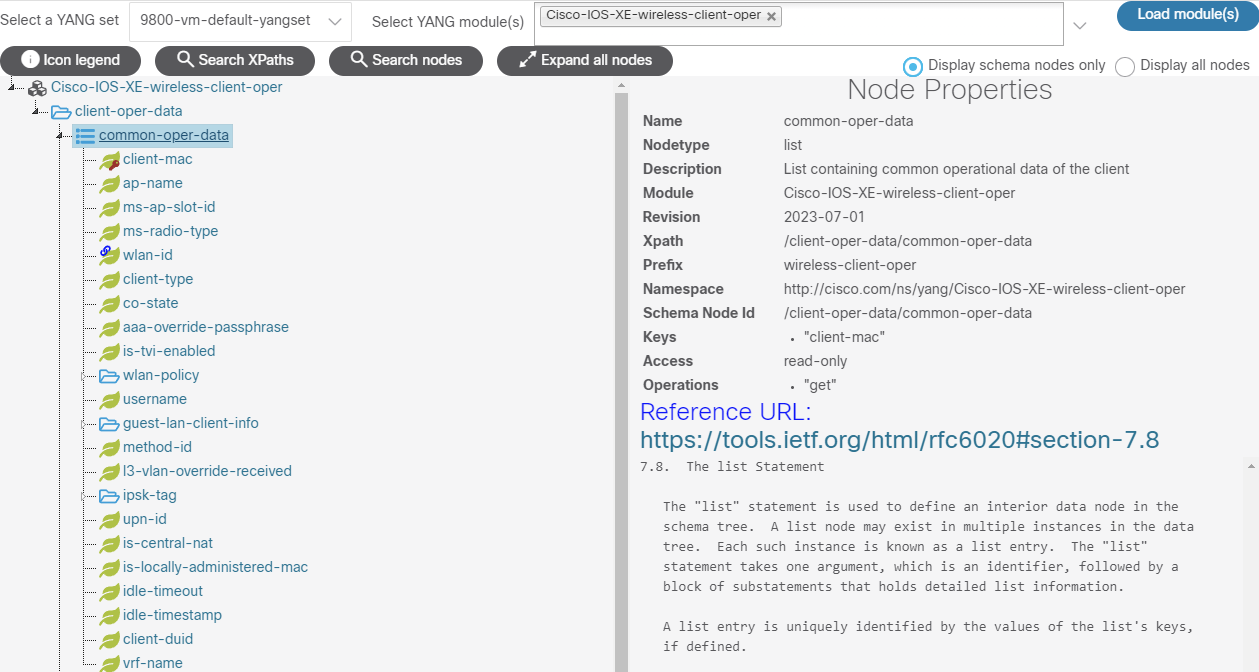 Select a YANG set 9800-vm-default-yangset Select YANG module(s) Cisco-IOS-XE-wireless-client-oper × Load module(s)
Icon legend Search XPaths Search nodes Expand all nodes
Display schema nodes only Display all nodes
Cisco-IOS-XE-wireless-client-oper
client-oper-data
common-oper-data
client-mac
ap-name
ms-ap-slot-id
ms-radio-type
wlan-id
client-type
co-state
aaa-override-passphrase
is-tvi-enabled
wlan-policy
username
guest-lan-client-info
method-id
l3-vlan-override-received
ipsk-tag
upn-id
is-central-nat
is-locally-administered-mac
idle-timeout
idle-timestamp
client-duid
vrf-name
Node Properties
Name common-oper-data
Nodetype list
Description List containing common operational data of the client
Module Cisco-IOS-XE-wireless-client-oper
Revision 2023-07-01
Xpath /client-oper-data/common-oper-data
Prefix wireless-client-oper
Namespace http://cisco.com/ns/yang/Cisco-IOS-XE-wireless-client-oper
Schema Node Id /client-oper-data/common-oper-data
Keys • "client-mac"
Access read-only
Operations • "get"
Reference URL:
https://tools.ietf.org/html/rfc6020#section-7.8
7.8. The list Statement
The "list" statement is used to define an interior data node in the
schema tree. A list node may exist in multiple instances in the data
tree. Each such instance is known as a list entry. The "list"
statement takes one argument, which is an identifier, followed by a
block of substatements that holds detailed list information.
A list entry is uniquely identified by the values of the list's keys,
if defined.